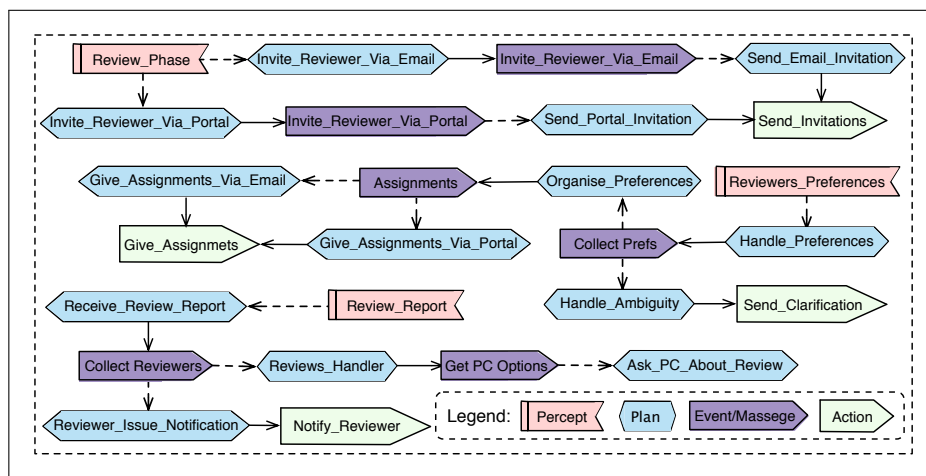 Review_Phase
Invite_Reviewer_Via_Email
Invite_Reviewer_Via_Email
Send_Email_Invitation
Invite_Reviewer_Via_Portal
Invite_Reviewer_Via_Portal
Send_Portal_Invitation
Send_Invitations
Give_Assignments_Via_Email
Assignments
Organise_Preferences
Reviewers_Preferences
Give_Assignmets
Give_Assignments_Via_Portal
Collect Prefs
Handle_Preferences
Receive_Review_Report
Review_Report
Handle_Ambiguity
Send_Clarification
Collect Reviewers
Reviews_Handler
Get PC Options
Ask_PC_About_Review
Reviewer_Issue_Notification
Notify_Reviewer
Legend:
Percept
Plan
Event/Massege
Action